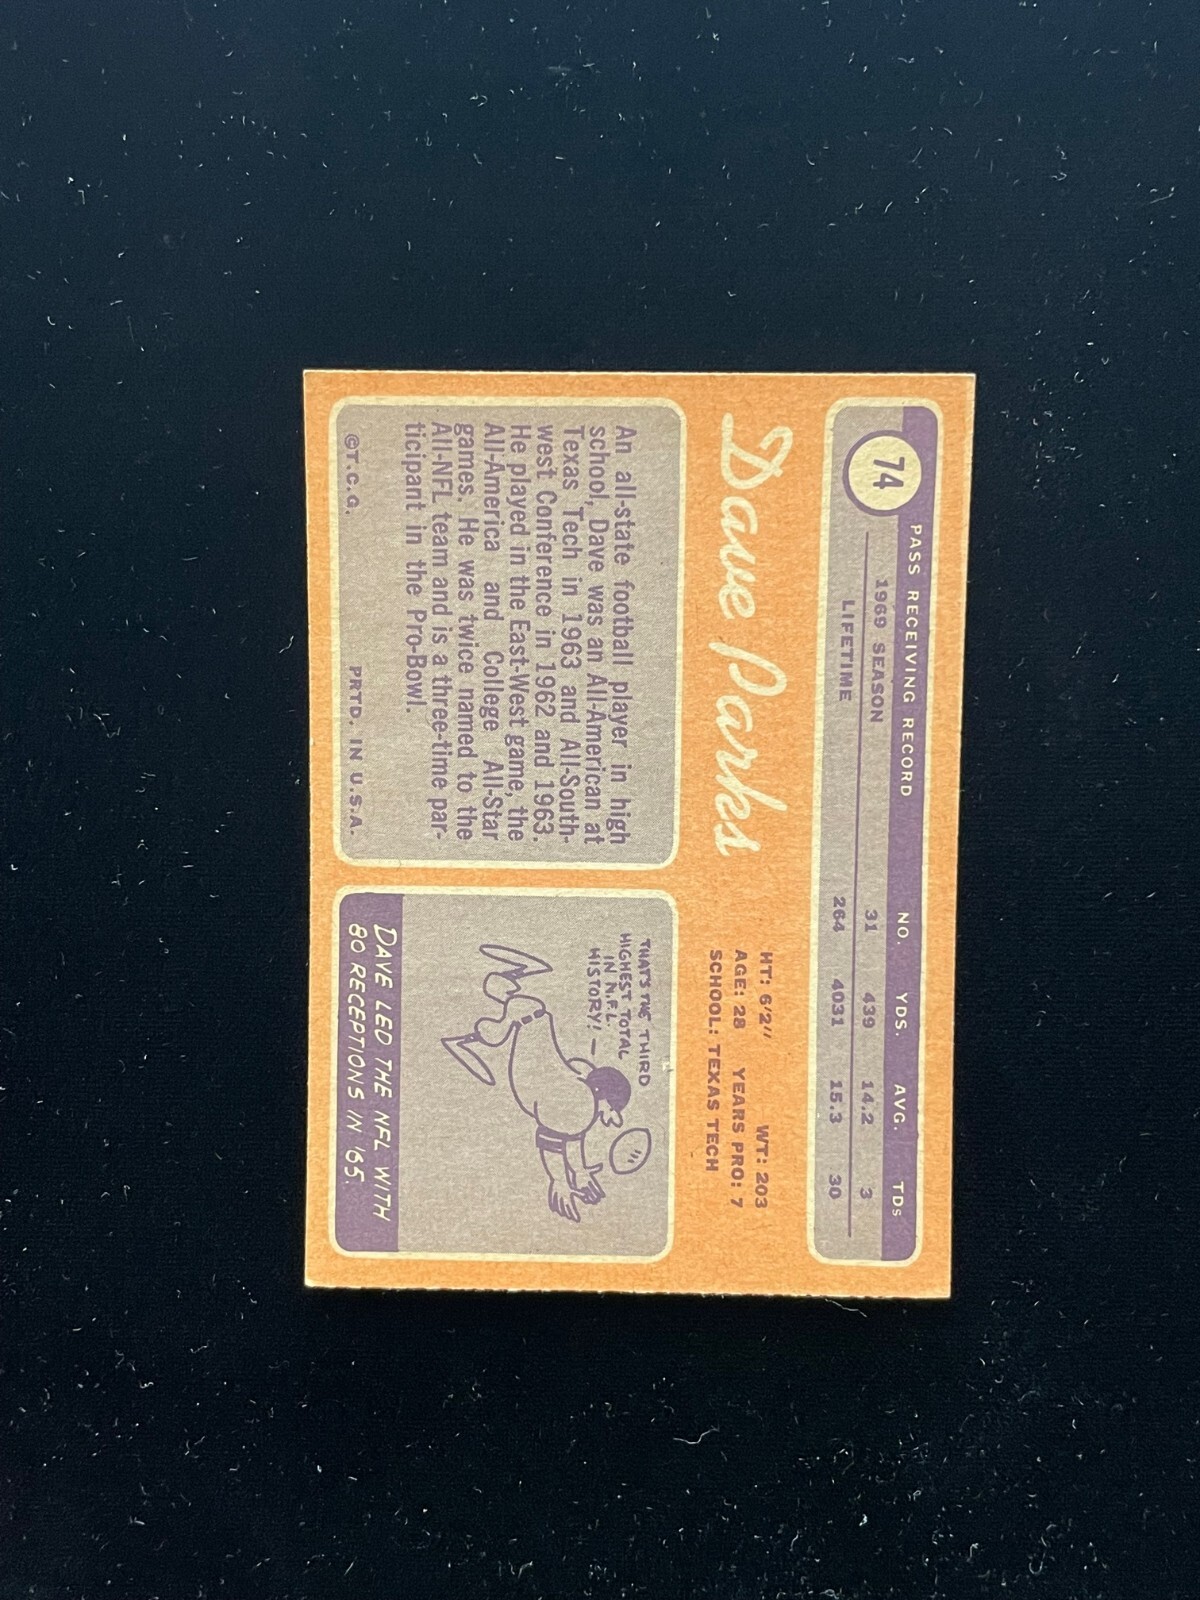 74
PASS RECEIVING RECORD NO. YDS. AVG. TDs
1969 SEASON 31 439 14.2 3
LIFETIME 264 4031 15.3 30
Dave Parks
HT: 6'2" WT: 203
AGE: 28 YEARS PRO: 7
SCHOOL: TEXAS TECH
An all-state football player in high
school, Dave was an All-American at
Texas Tech in 1963 and All-South-
west Conference in 1962 and 1963.
He played in the East-West game, the
All-America and College All-Star
games. He was twice named to the
All-NFL team and is a three-time par-
ticipant in the Pro-Bowl.
©T.C.G. PRTD. IN U.S.A.
THAT'S THE THIRD
HIGHEST TOTAL
IN N.F.L.
HISTORY!
DAVE LED THE NFL WITH
80 RECEPTIONS IN '65.